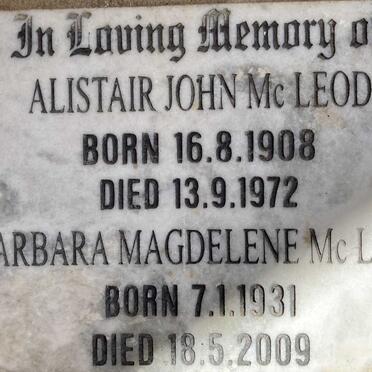 In Loving Memory o
ALISTAIR JOHN Mc LEOD
BORN 16.8.1908
DIED 13.9.1972
ARBARA MAGDELENE Mc L
BORN 7.1.1931
DIED 18.5.2009